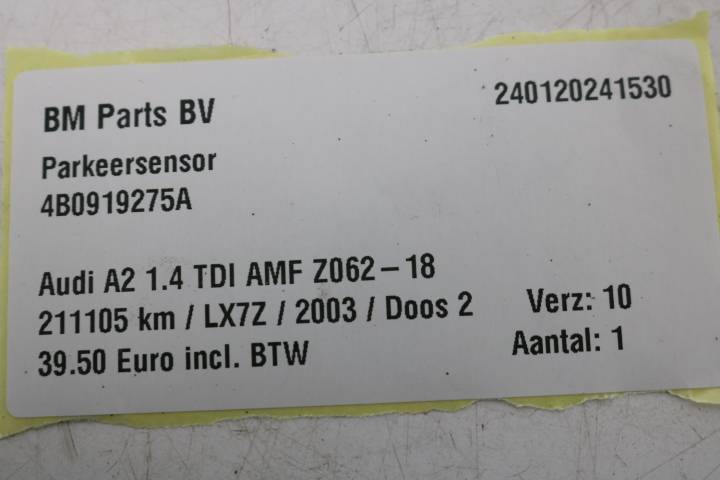 BM Parts BV
240120241530
Parkeersensor
4B0919275A
Audi A2 1.4 TDI AMF Z062-18
211105 km / LX7Z / 2003 / Doos 2
Verz: 10
39.50 Euro incl. BTW
Aantal: 1